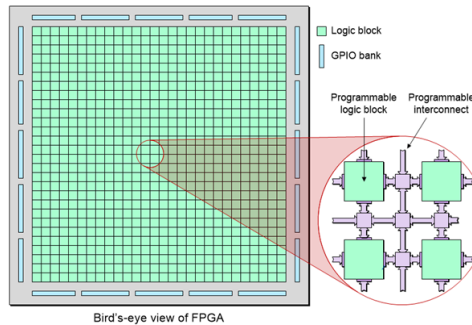 Logic block
GPIO bank
Programmable
logic block
Programmable
interconnect
Bird's-eye view of FPGA